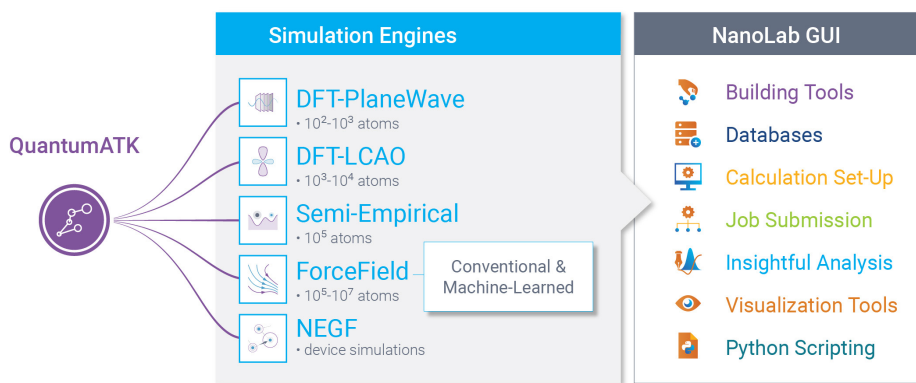 Simulation Engines
NanoLab GUI
QuantumATK
DFT-PlaneWave
• 10²-10³ atoms
DFT-LCAO
• 10³-10⁴ atoms
Semi-Empirical
• 10⁵ atoms
ForceField
• 10⁵-10⁷ atoms
Conventional &
Machine-Learned
NEGF
• device simulations
Building Tools
Databases
Calculation Set-Up
Job Submission
Insightful Analysis
Visualization Tools
Python Scripting